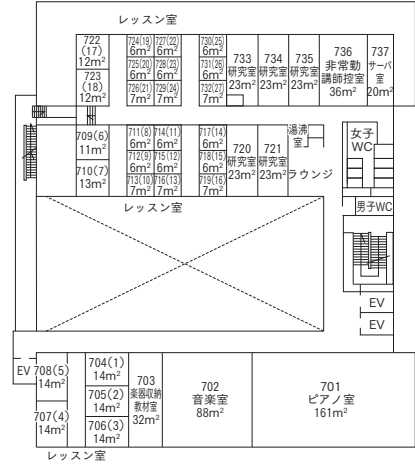 レッスン室
722
(17)
12m²
723
(18)
12m²
724(19)
6m²
725(20)
6m²
726(21)
7m²
727(22)
6m²
728(23)
6m²
729(24)
7m²
730(25)
6m²
731(26)
6m²
732(27)
7m²
733
研究室
23m²
734
研究室
23m²
735
研究室
23m²
736
非常勤
講師控室
36m²
737
サーバ
室
20m²
709(6)
11m²
710(7)
13m²
711(8)
6m²
712(9)
6m²
713(10)
7m²
714(11)
6m²
715(12)
6m²
716(13)
7m²
717(14)
6m²
718(15)
6m²
719(16)
7m²
720
研究室
23m²
721
研究室
23m²
湯沸
室
ラウンジ
女子
WC
レッスン室
男子WC
EV
EV
EV
708(5)
14m²
707(4)
14m²
704(1)
14m²
705(2)
14m²
706(3)
14m²
703
楽器収納
教材室
32m²
702
音楽室
88m²
701
ピアノ室
161m²
レッスン室